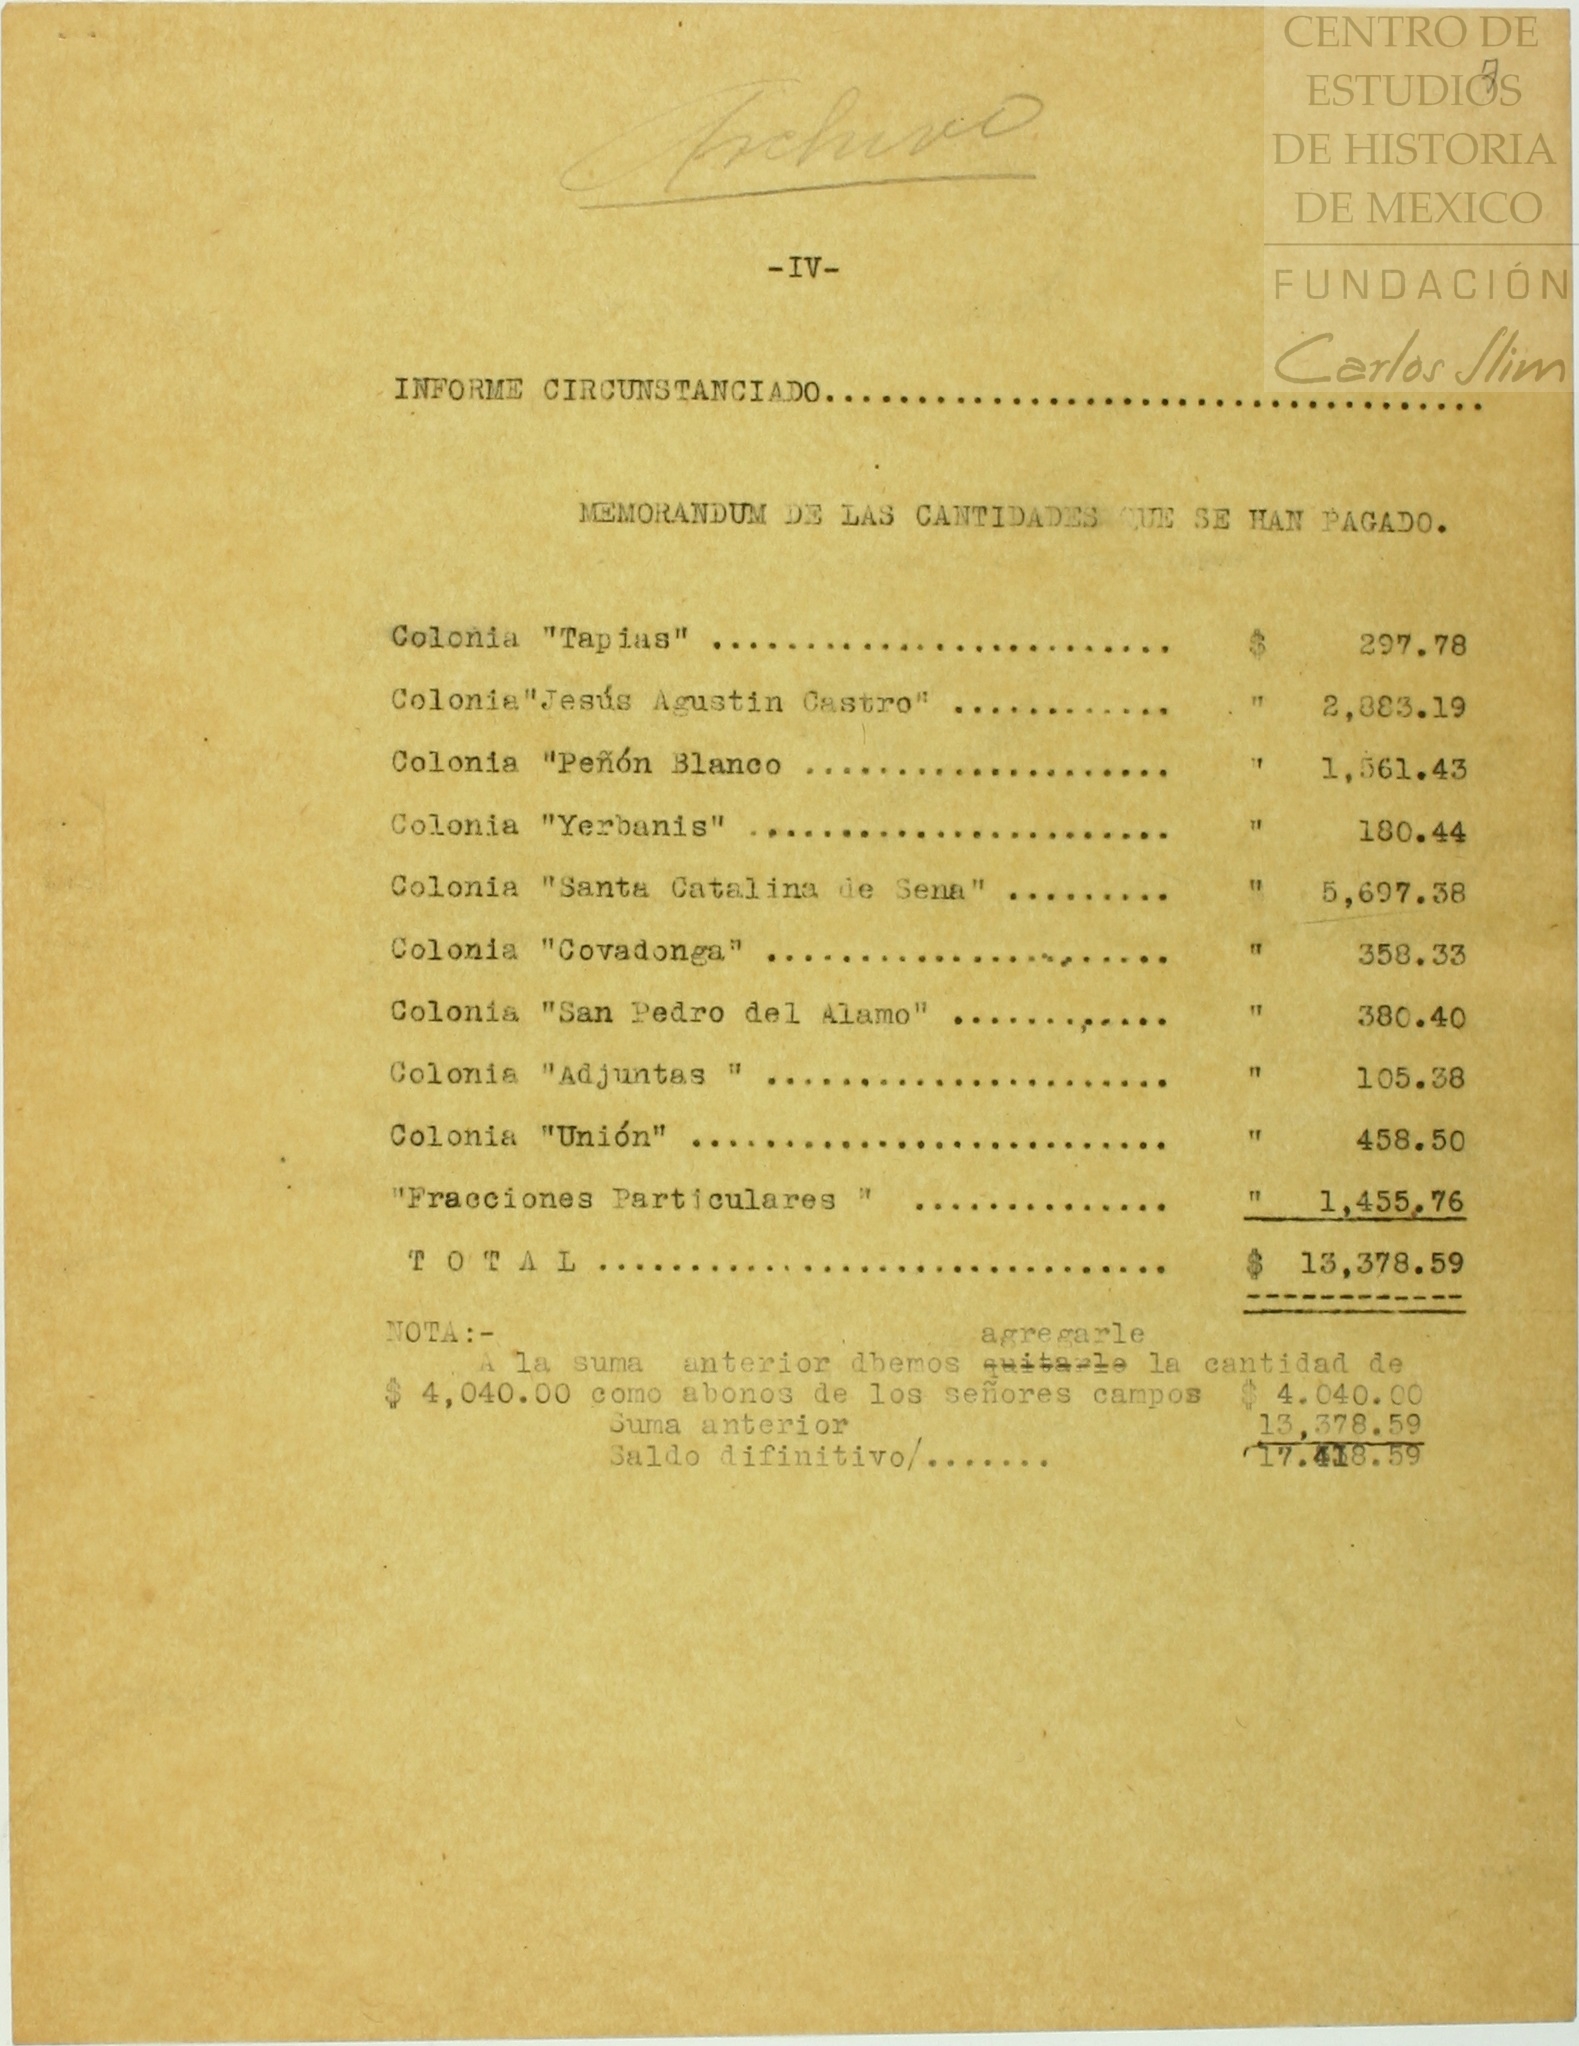 CENTRO DE
ESTUDIOS
DE HISTORIA
DE MEXICO
FUNDACIÓN
Carlos Slim
7
Archivo
-IV-
INFORME CIRCUNSTANCIADO....................................
MEMORANDUM DE LAS CANTIDADES QUE SE HAN PAGADO.
Colonia "Tapias" ......................... $ 297.78
Colonia"Jesús Agustin Castro" ............ " 2,883.19
Colonia "Peñón Blanco .................... " 1,561.43
Colonia "Yerbanis" ....................... " 180.44
Colonia "Santa Catalina de Sena" ......... " 5,697.38
Colonia "Covadonga" ...................... " 358.33
Colonia "San Pedro del Alamo" ............ " 380.40
Colonia "Adjuntas " ...................... " 105.38
Colonia "Unión" .......................... " 458.50
"Fracciones Particulares " .............. " 1,455.76
T O T A L ............................... $ 13,378.59
NOTA:-
agregarle
A la suma anterior dbemos quitarle la cantidad de
$ 4,040.00 como abonos de los señores campos $ 4.040.00
Suma anterior 13,378.59
Saldo difinitivo/....... 17.418.59